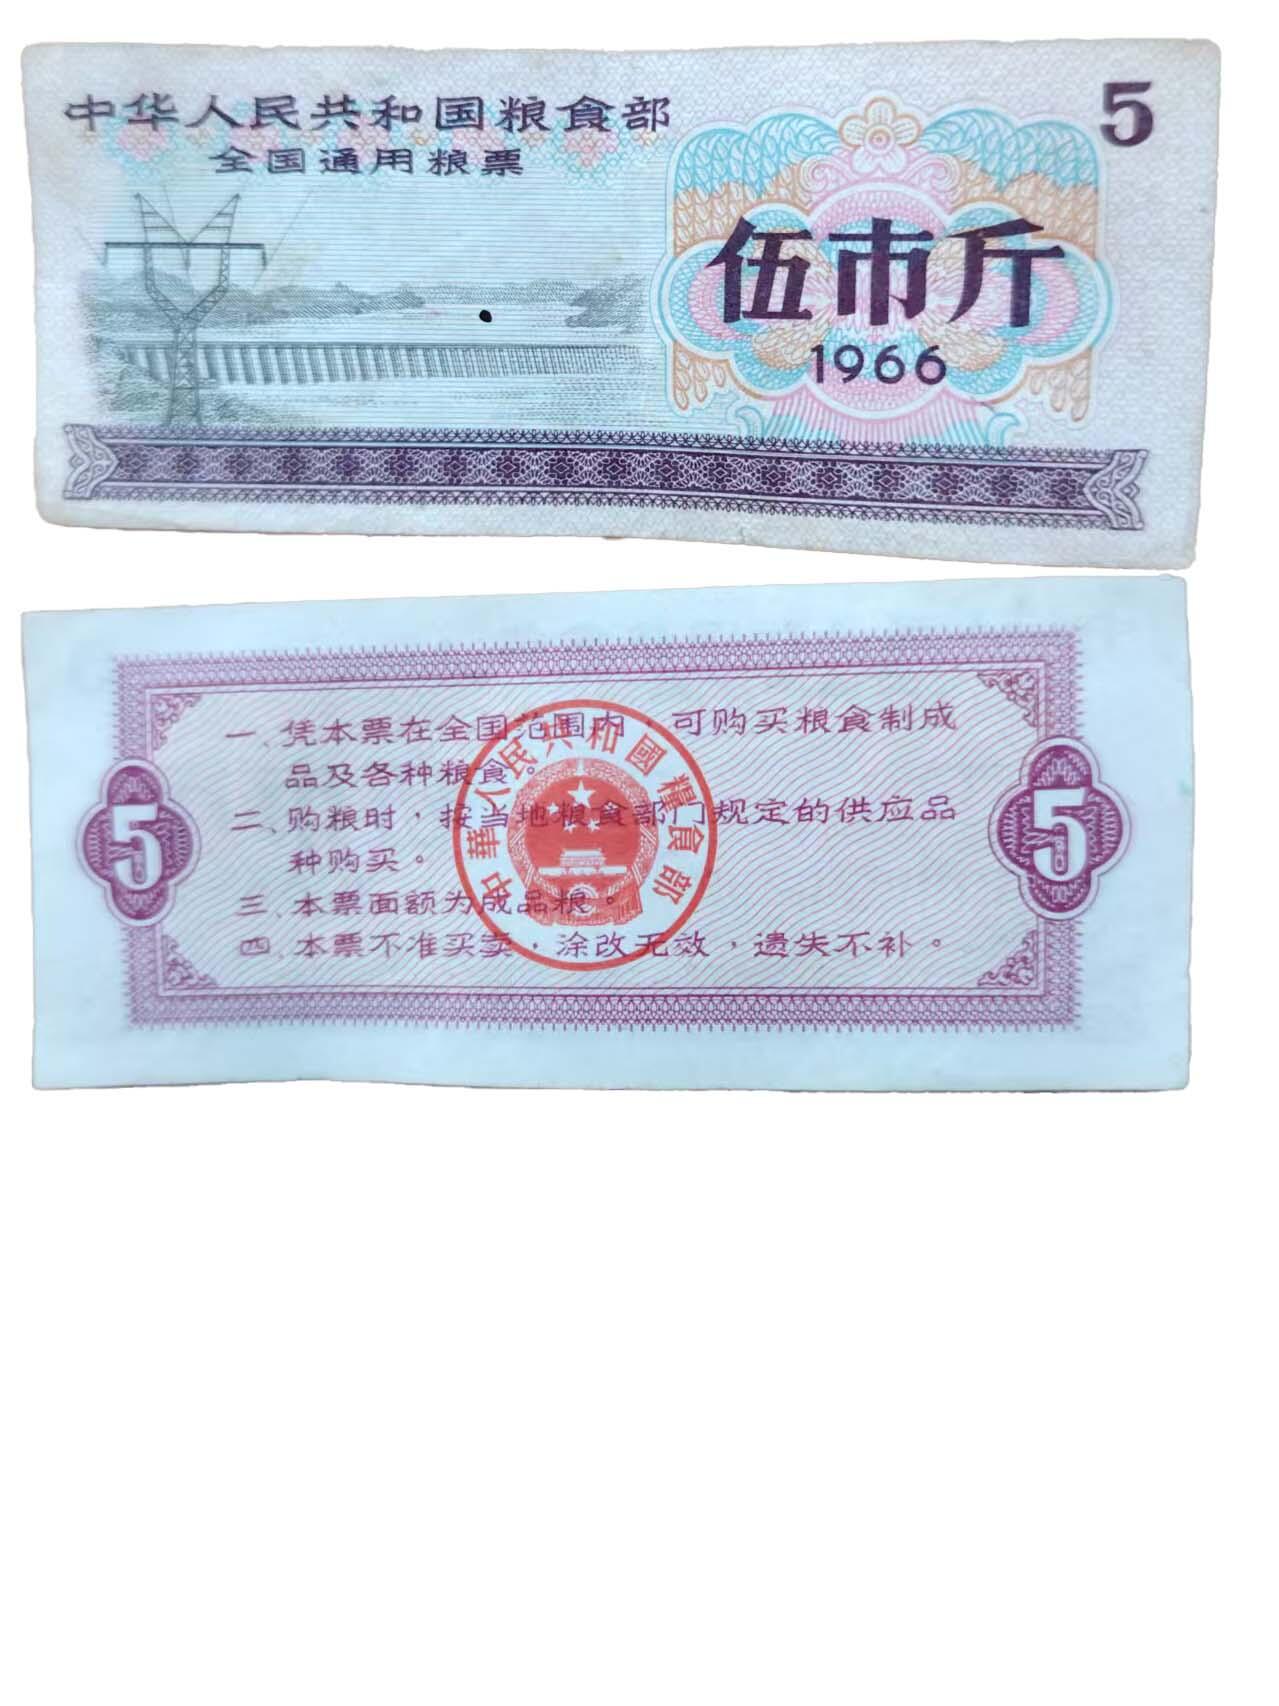 中华人民共和国粮食部
全国通用粮票
5
伍市斤
1966
一、凭本票在全国范围内，可购买粮食制成
品及各种粮食。
二、购粮时，按当地粮食部门规定的供应品
种购买。
三、本票面额为成品粮。
四、本票不准买卖，涂改无效，遗失不补。
5
5
中華人民共和國糧食部